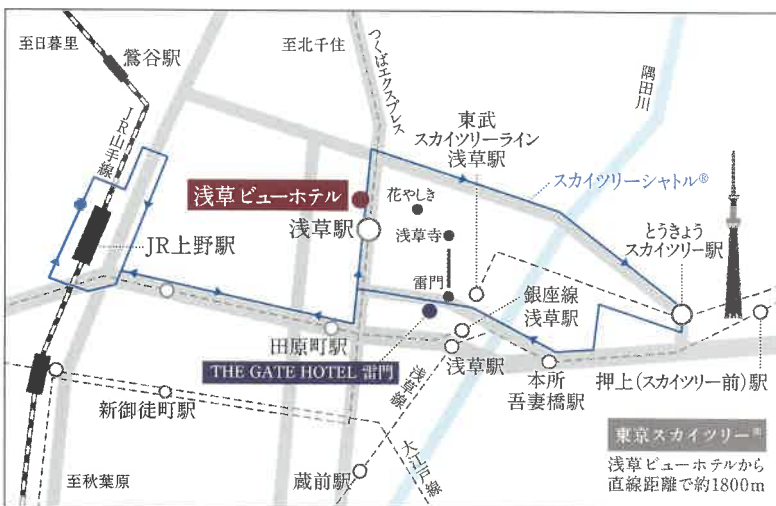 至日暮里
鶯谷駅
JR山手線
至北千住
つくばエクスプレス
隅田川
東武
スカイツリーライン
浅草駅
スカイツリーシャトル®
浅草ビューホテル
花やしき
浅草駅
浅草寺
とうきょう
スカイツリー駅
JR上野駅
雷門
銀座線
浅草駅
田原町駅
THE GATE HOTEL 雷門
浅草線
浅草駅
本所
吾妻橋駅
押上(スカイツリー前)駅
新御徒町駅
大江戸線
蔵前駅
至秋葉原
東京スカイツリー®
浅草ビューホテルから
直線距離で約1800m